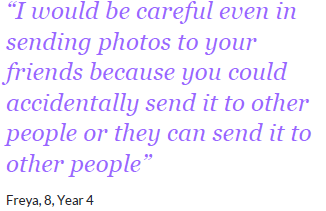 “I would be careful even in
sending photos to your
friends because you could
accidentally send it to other
people or they can send it to
other people”
Freya, 8, Year 4